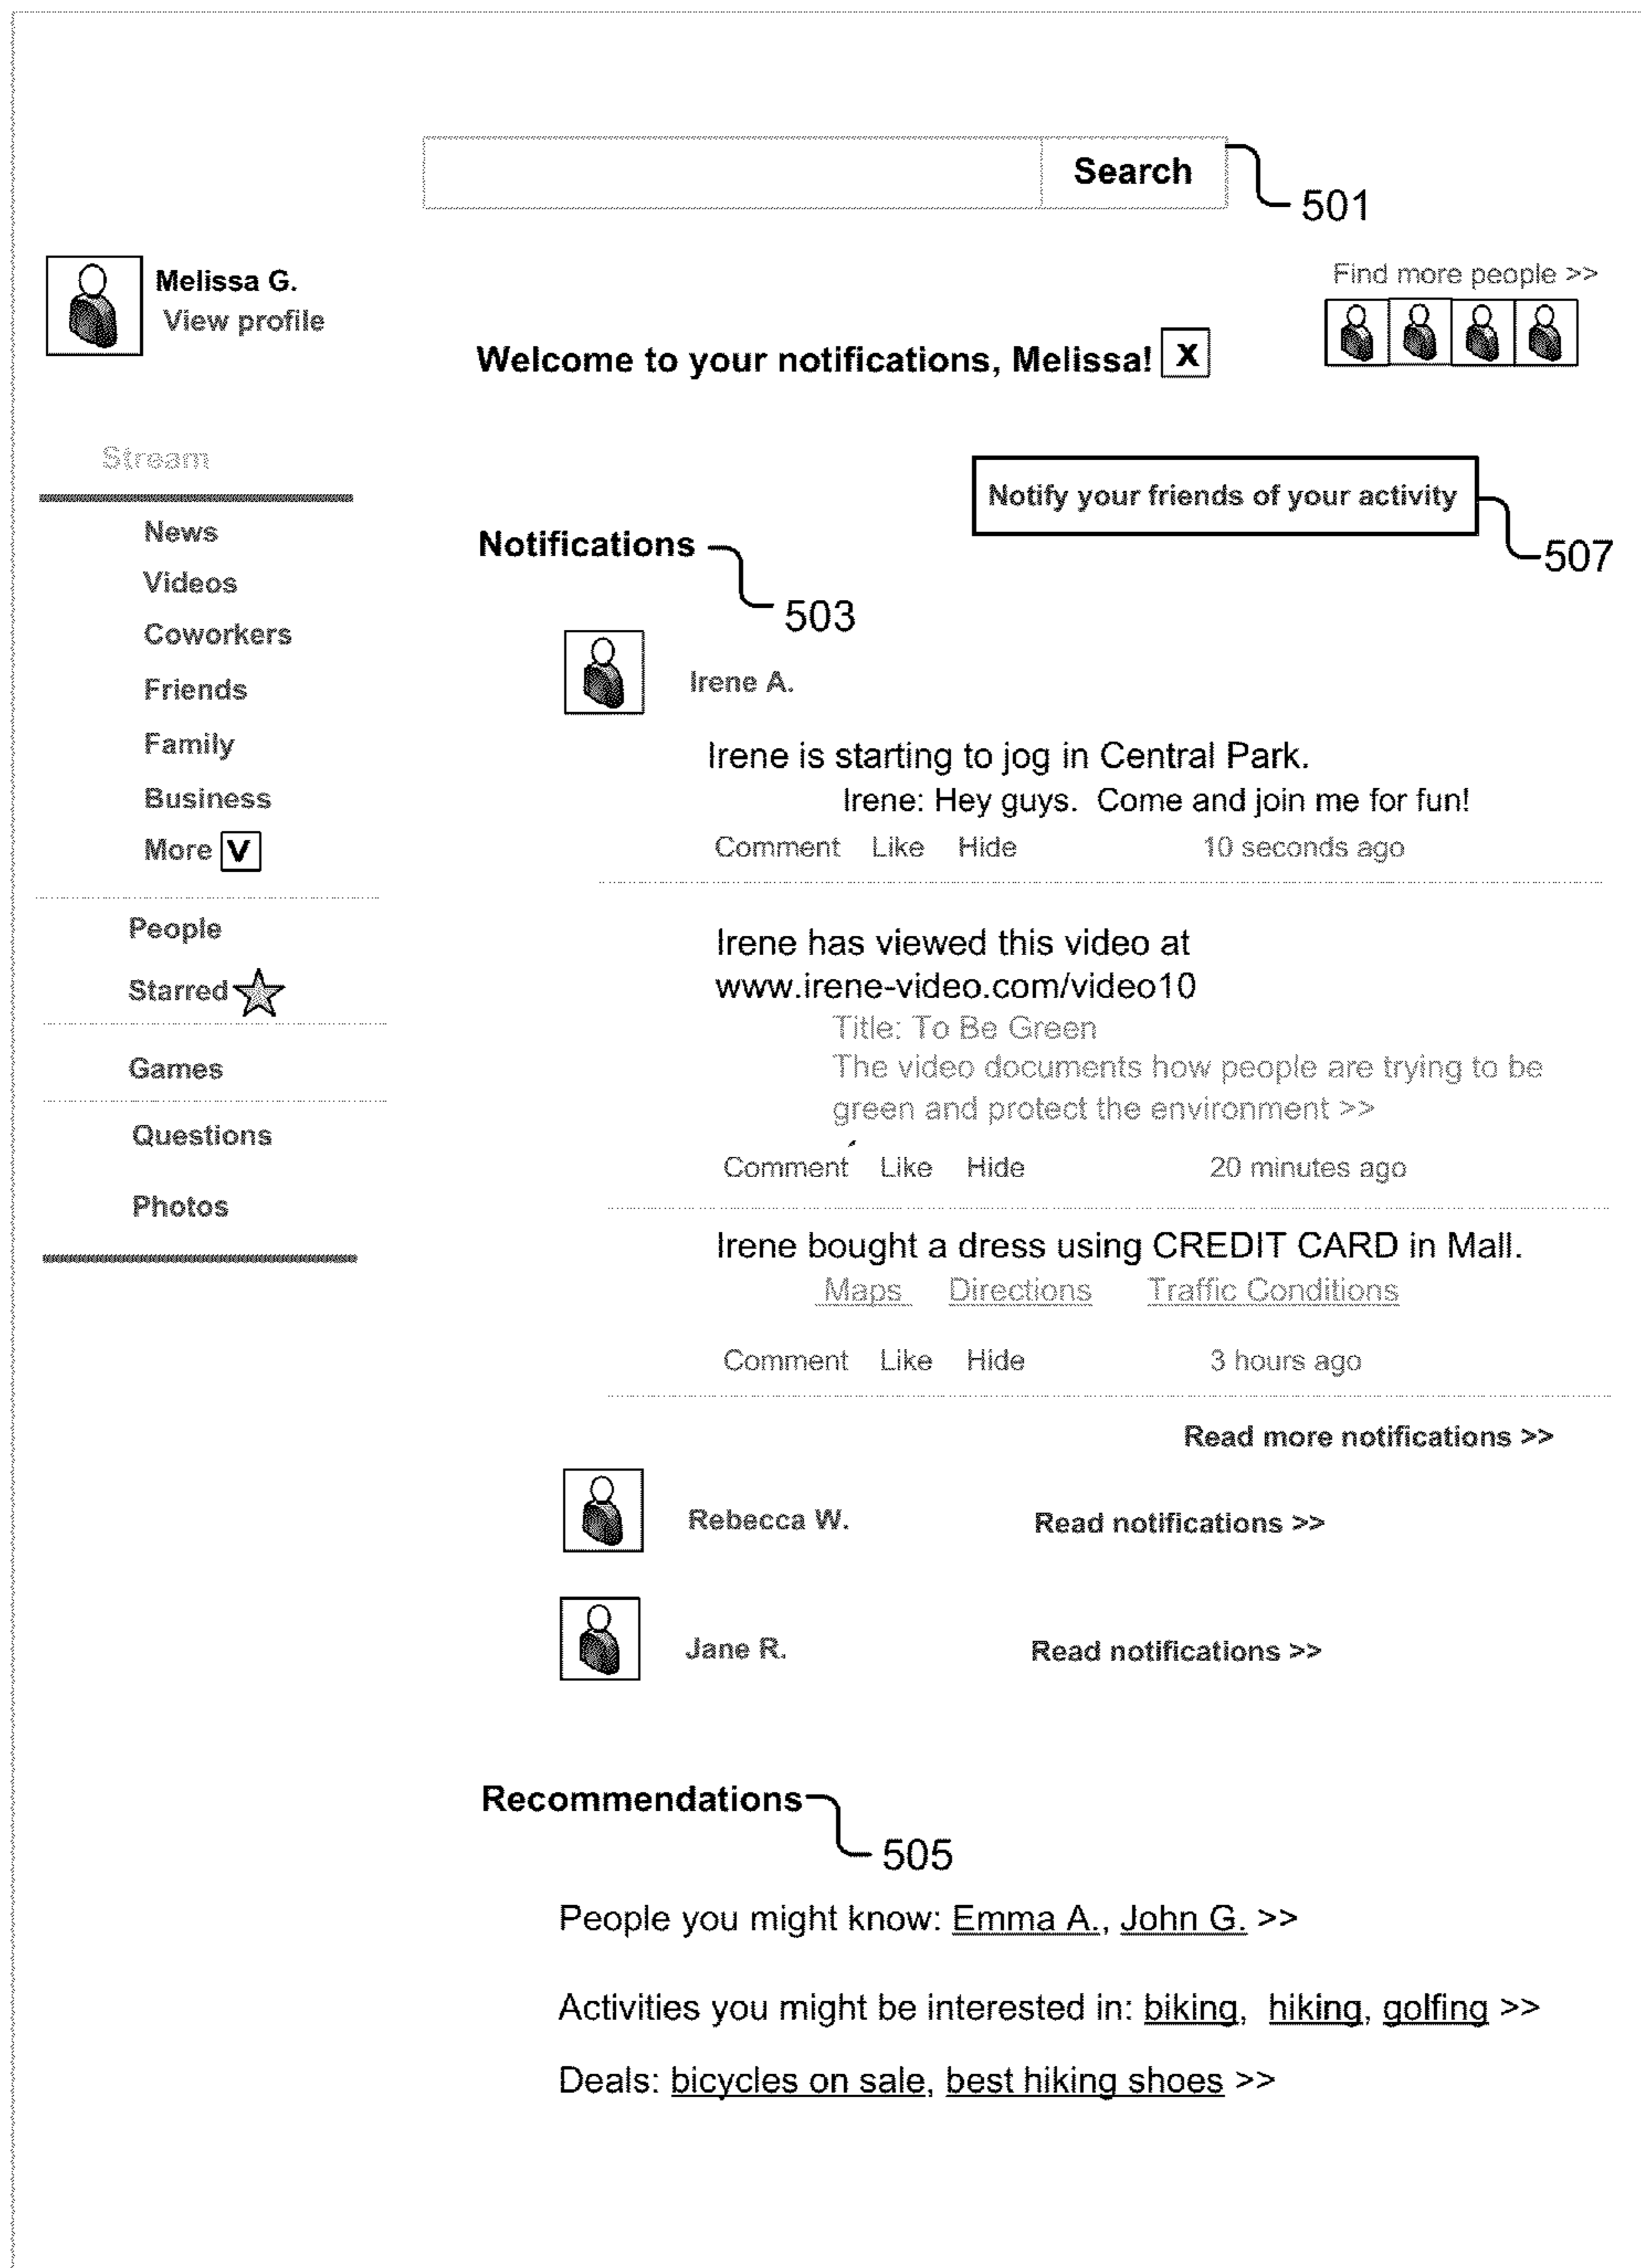 Search
501
Melissa G.
View profile
Find more people >>
Welcome to your notifications, Melissa! X
Stream
News
Videos
Coworkers
Friends
Family
Business
More V
People
Starred
Games
Questions
Photos
Notify your friends of your activity
507
Notifications
503
Irene A.
Irene is starting to jog in Central Park.
Irene: Hey guys. Come and join me for fun!
Comment Like Hide 10 seconds ago
Irene has viewed this video at
www.irene-video.com/video10
Title: To Be Green
The video documents how people are trying to be
green and protect the environment >>
Comment Like Hide 20 minutes ago
Irene bought a dress using CREDIT CARD in Mall.
Maps Directions Traffic Conditions
Comment Like Hide 3 hours ago
Read more notifications >>
Rebecca W. Read notifications >>
Jane R. Read notifications >>
Recommendations
505
People you might know: Emma A., John G. >>
Activities you might be interested in: biking, hiking, golfing >>
Deals: bicycles on sale, best hiking shoes >>